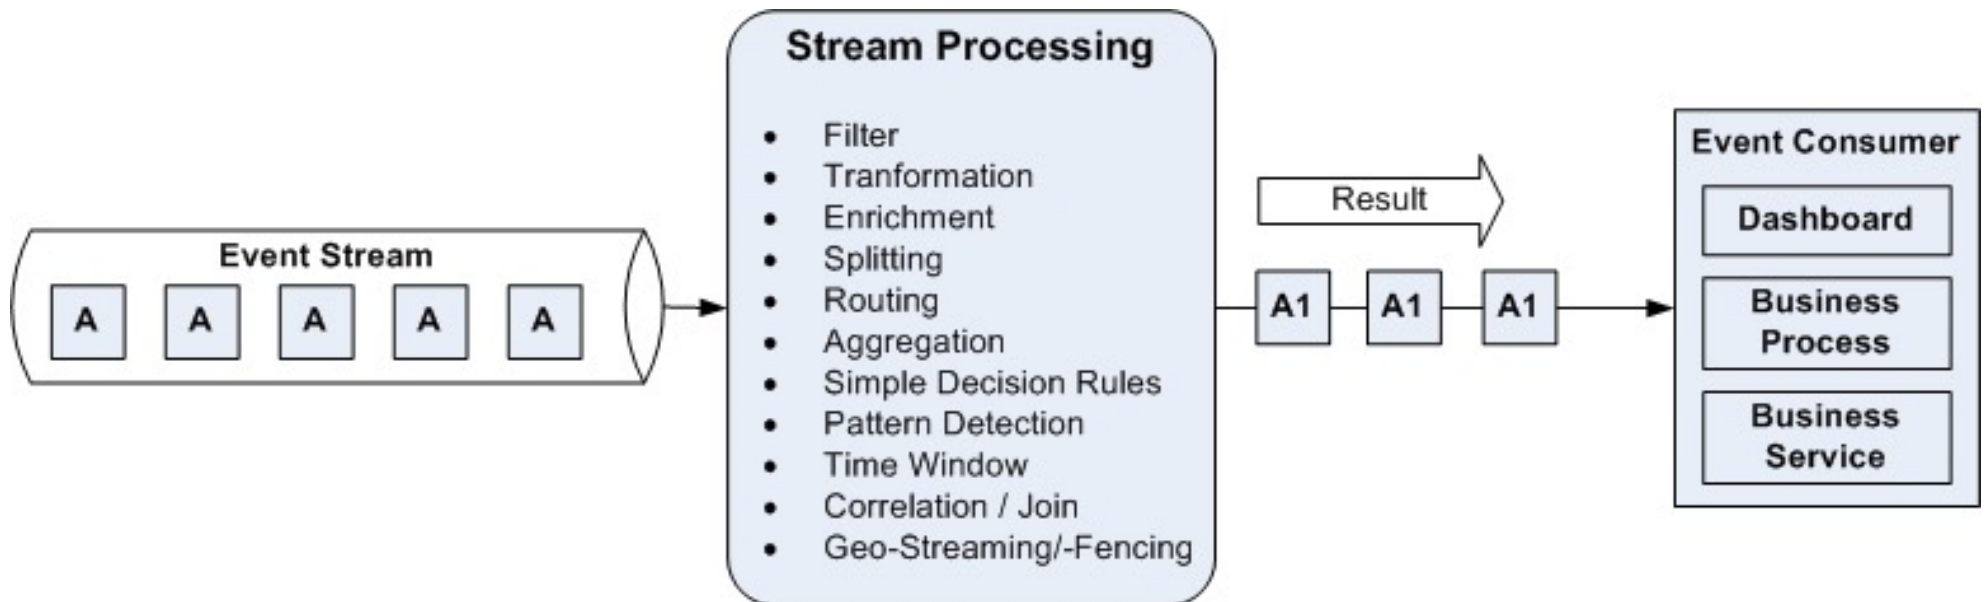 Stream Processing
• Filter
• Tranformation
• Enrichment
• Splitting
• Routing
• Aggregation
• Simple Decision Rules
• Pattern Detection
• Time Window
• Correlation / Join
• Geo-Streaming/-Fencing
Event Stream
A A A A A
Result
A1 A1 A1
Event Consumer
Dashboard
Business
Process
Business
Service